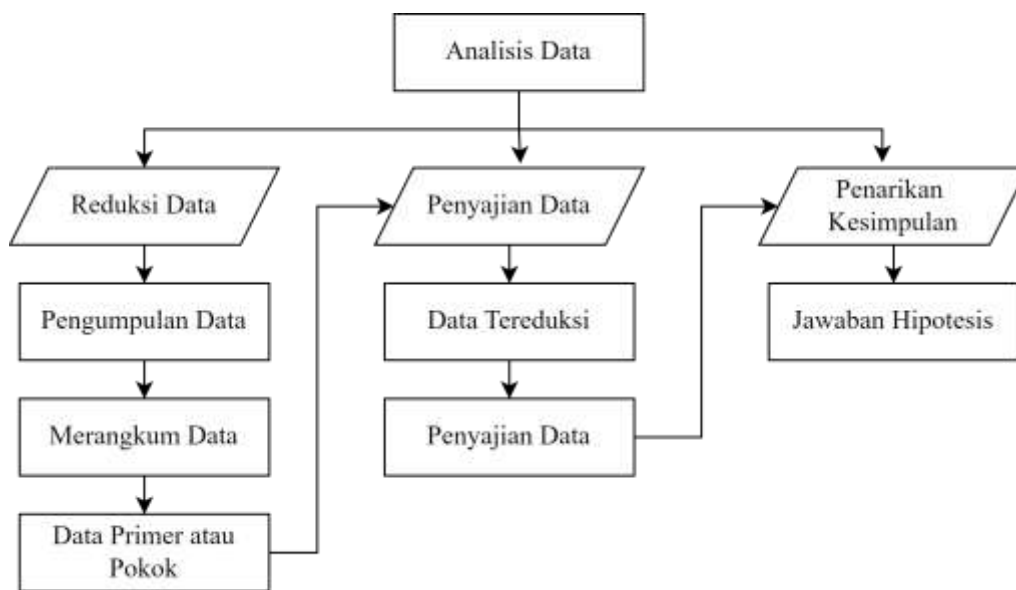 Analisis Data
Reduksi Data
Penyajian Data
Penarikan
Kesimpulan
Pengumpulan Data
Data Tereduksi
Jawaban Hipotesis
Merangkum Data
Penyajian Data
Data Primer atau
Pokok